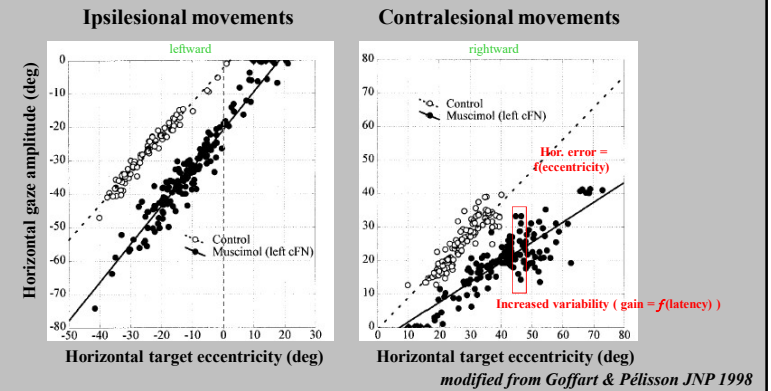 Ipsilesional movements
Contralesional movements
leftward
rightward
Horizontal gaze amplitude (deg)
0
-10
-20
-30
-40
-50
-60
-70
-80
-50
-40
-30
-20
-10
0
10
20
30
Control
Muscimol (left cFN)
Horizontal target eccentricity (deg)
80
70
60
50
40
30
20
10
0
0
10
20
30
40
50
60
70
80
Control
Muscimol (left cFN)
Hor. error =
f(eccentricity)
Increased variability ( gain = f(latency) )
Horizontal target eccentricity (deg)
modified from Goffart & Pélisson JNP 1998